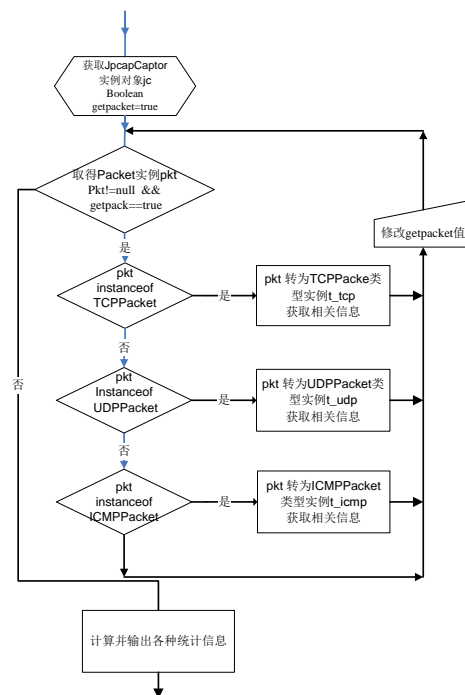 获取JpcapCaptor
实例对象jc
Boolean
getpacket=true
取得Packet实例pkt
Pkt!=null &&
getpack==true
修改getpacket值
是
pkt
instanceof
TCPPacket
是
pkt 转为TCPPacke类
型实例t_tcp
获取相关信息
否
否
pkt
Instanceof
UDPPacket
是
pkt 转为UDPPacket类
型实例t_udp
获取相关信息
否
pkt
instanceof
ICMPPacket
是
pkt 转为ICMPPacket
类型实例t_icmp
获取相关信息
计算并输出各种统计信息